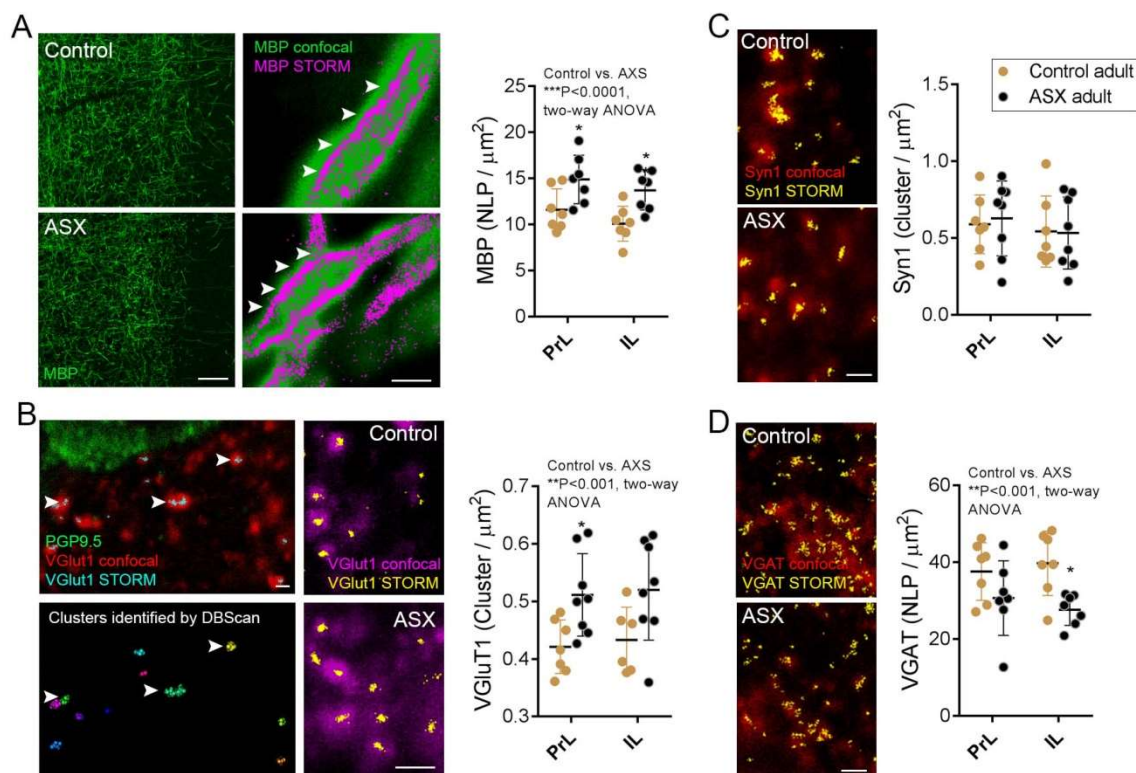 A
Control
MBP confocal
MBP STORM
ASX
MBP
Control vs. AXS
***P<0.0001,
two-way ANOVA
*
*
MBP (NLP / μm²)
25
20
15
10
5
0
PrL
IL
C
Control
Syn1 confocal
Syn1 STORM
ASX
Control adult
ASX adult
Syn1 (cluster / μm²)
1.5
1.0
0.5
0.0
PrL
IL
B
PGP9.5
VGlut1 confocal
VGlut1 STORM
Clusters identified by DBScan
Control
VGlut1 confocal
VGlut1 STORM
ASX
Control vs. AXS
**P<0.001, two-way
ANOVA
*
VGluT1 (Cluster / μm²)
0.7
0.6
0.5
0.4
0.3
PrL
IL
D
Control
VGAT confocal
VGAT STORM
ASX
Control vs. AXS
**P<0.001, two-way
ANOVA
*
VGAT (NLP / μm²)
60
40
20
0
PrL
IL